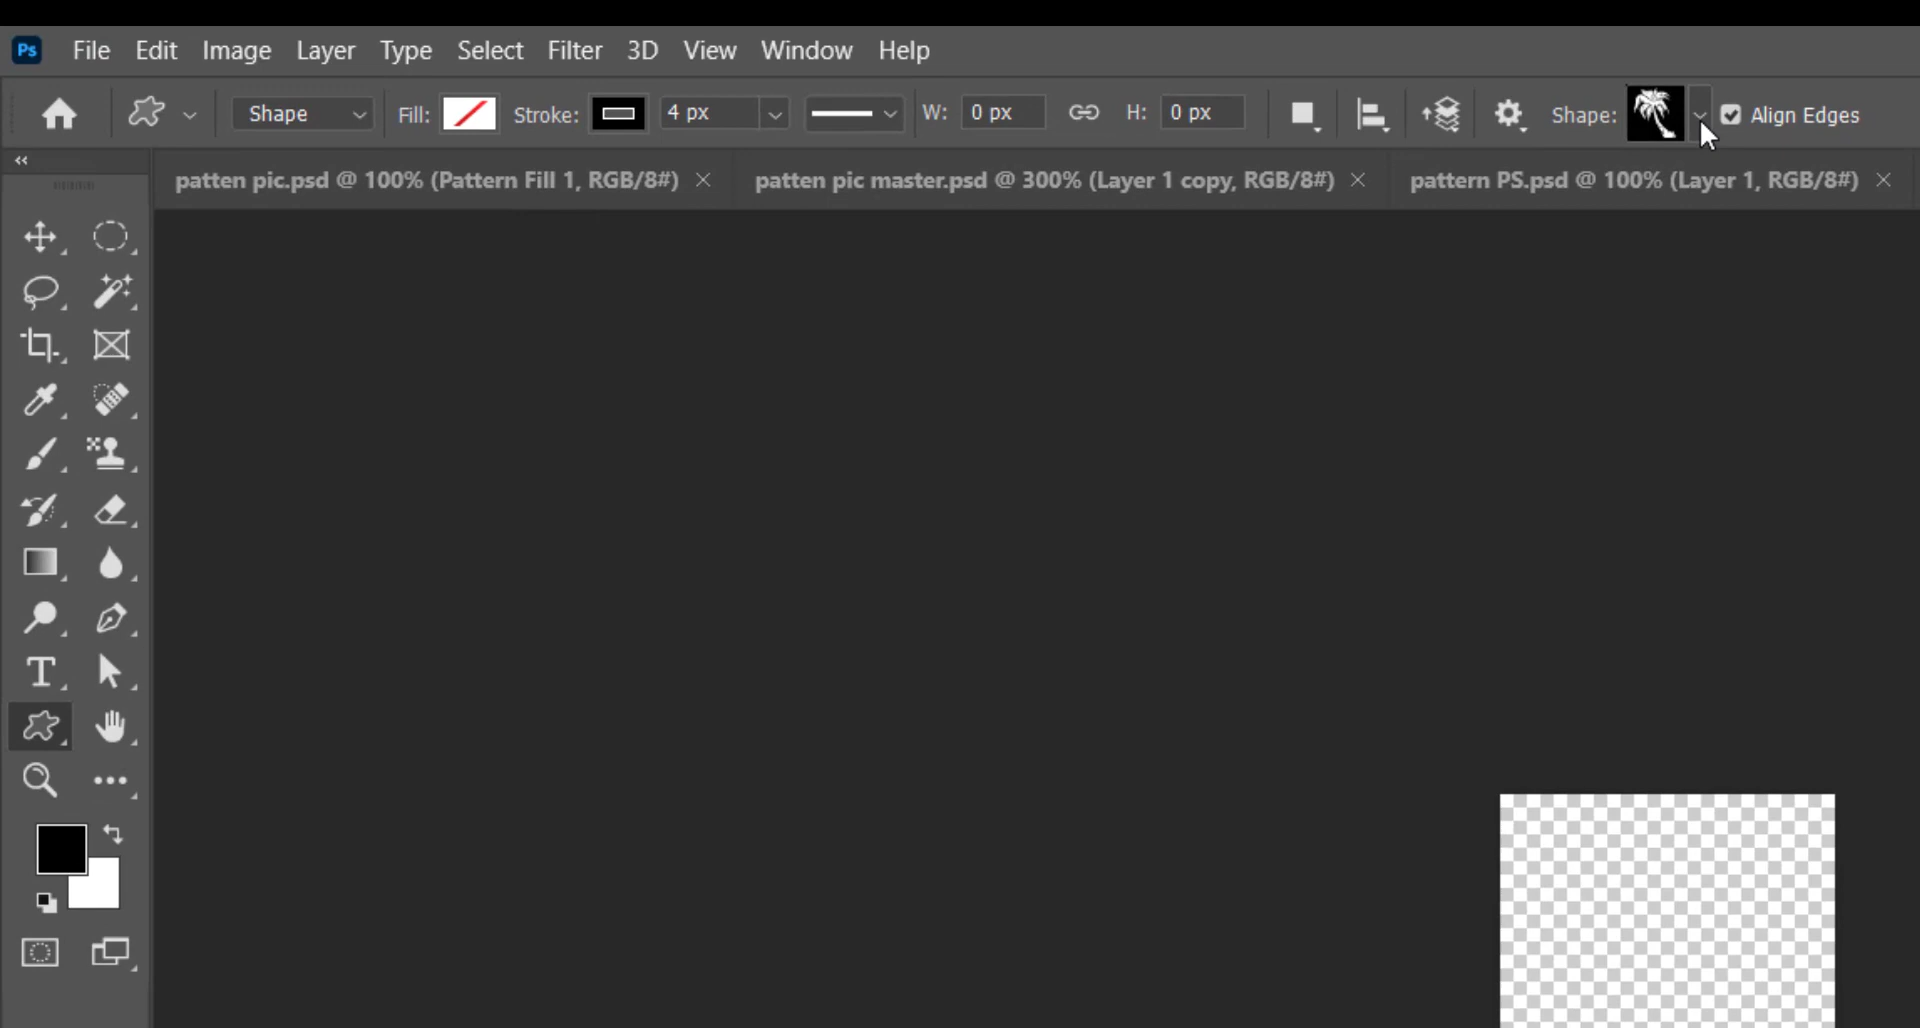 Ps File Edit Image Layer Type Select Filter 3D View Window Help
Shape Fill: Stroke: 4 px W: 0 px H: 0 px Shape: Align Edges
patten pic.psd @ 100% (Pattern Fill 1, RGB/8#) patten pic master.psd @ 300% (Layer 1 copy, RGB/8#) pattern PS.psd @ 100% (Layer 1, RGB/8#)